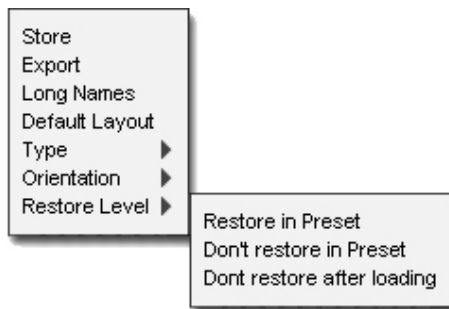 Store
Export
Long Names
Default Layout
Type
Orientation
Restore Level
Restore in Preset
Don't restore in Preset
Dont restore after loading